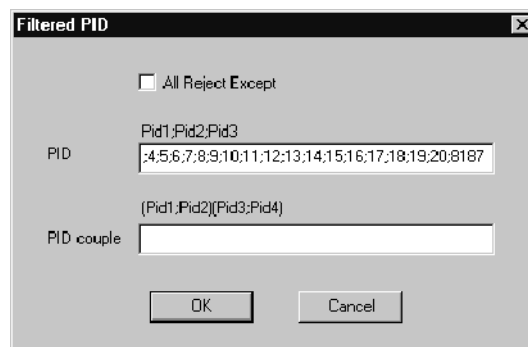 Filtered PID
All Reject Except
Pid1;Pid2;Pid3
PID
;4;5;6;7;8;9;10;11;12;13;14;15;16;17;18;19;20;8187
(Pid1;Pid2)(Pid3;Pid4)
PID couple
OK Cancel